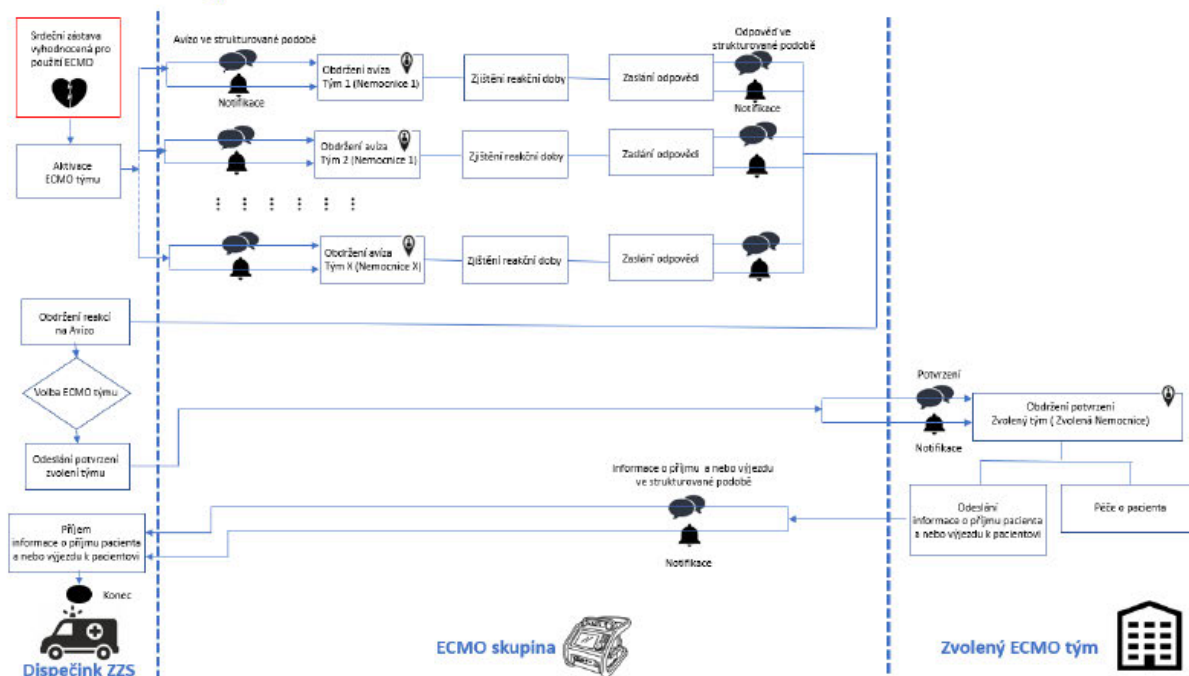 Srdeční zástava
vyhodnocená pro
použití ECMO
Aktivace
ECMO týmu
Avízo ve strukturované podobě
Notifikace
Obdržení avíza
Tým 1 (Nemocnice 1)
Zjištění reakční doby
Zaslání odpovědi
Odpověď ve
strukturované podobě
Notifikace
Obdržení avíza
Tým 2 (Nemocnice 1)
Zjištění reakční doby
Zaslání odpovědi
Obdržení avíza
Tým X (Nemocnice X)
Zjištění reakční doby
Zaslání odpovědi
Obdržení reakcí
na Avízo
Volba ECMO týmu
Odeslání potvrzení
zvolení týmu
Potvrzení
Notifikace
Obdržení potvrzení
Zvolený tým ( Zvolená Nemocnice)
Odeslání
informace o příjmu pacienta
a nebo výjezdu k pacientovi
Péče o pacienta
Informace o příjmu a nebo výjezdu
ve strukturované podobě
Notifikace
Příjem
informace o příjmu pacienta
a nebo výjezdu k pacientovi
Konec
Dispečink ZZS
ECMO skupina
Zvolený ECMO tým